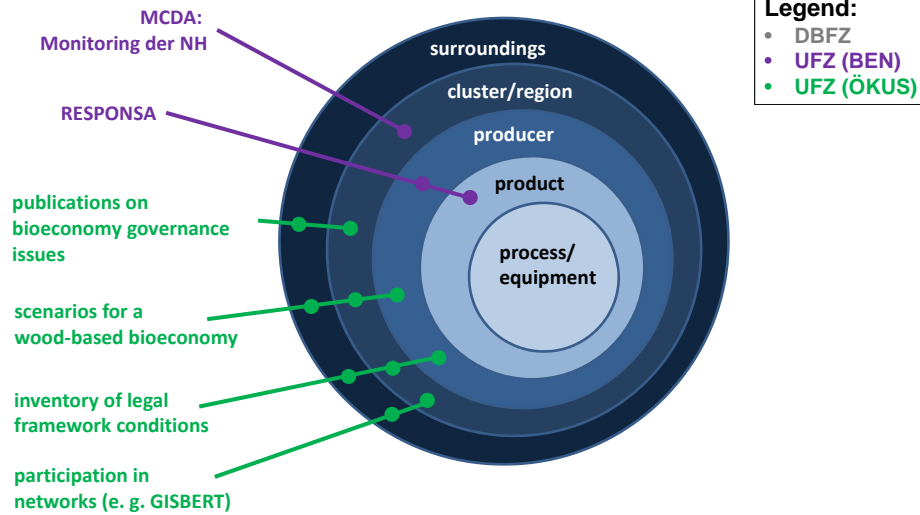 MCDA:
Monitoring der NH
RESPONSA
publications on
bioeconomy governance
issues
scenarios for a
wood-based bioeconomy
inventory of legal
framework conditions
participation in
networks (e. g. GISBERT)
surroundings
cluster/region
producer
product
process/
equipment
Legend:
• DBFZ
• UFZ (BEN)
• UFZ (ÖKUS)